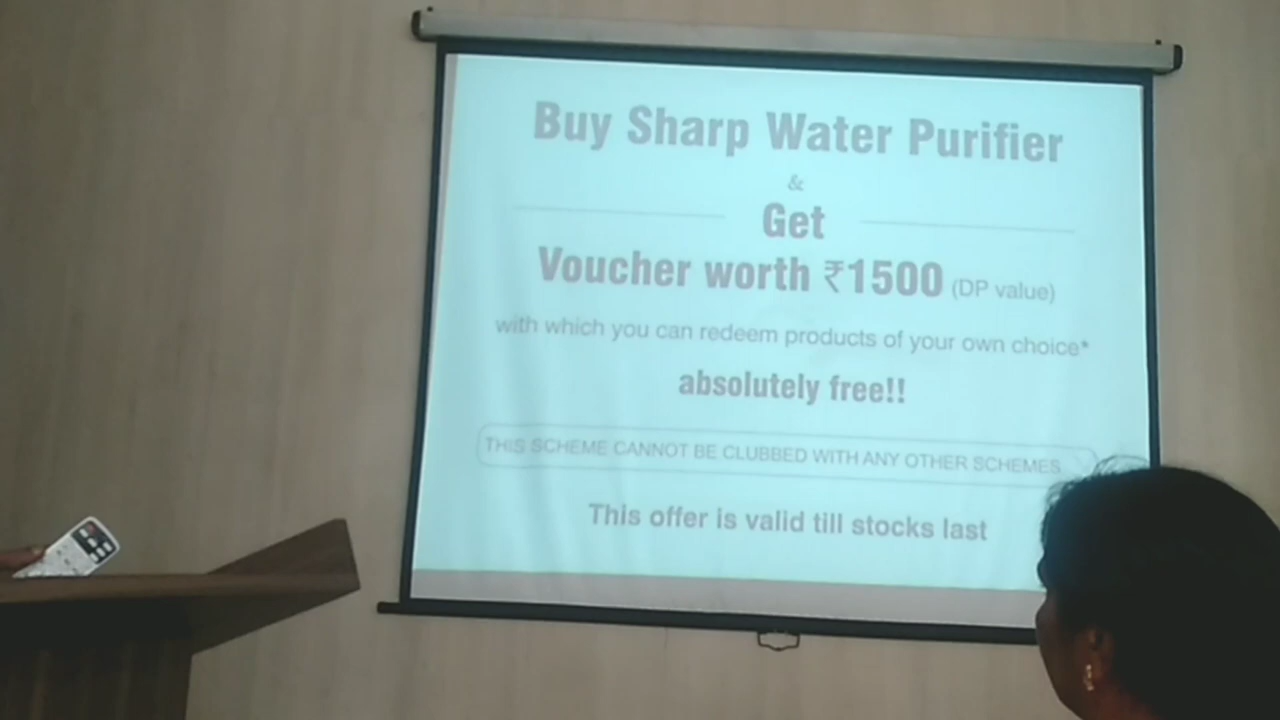 Buy Sharp Water Purifier
&
Get
Voucher worth ₹1500 (DP value)
with which you can redeem products of your own choice*
absolutely free!!
THIS SCHEME CANNOT BE CLUBBED WITH ANY OTHER SCHEMES
This offer is valid till stocks last